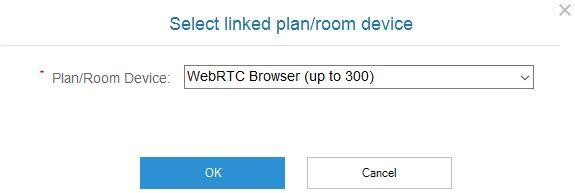 Select linked plan/room device
* Plan/Room Device: WebRTC Browser (up to 300)
OK Cancel